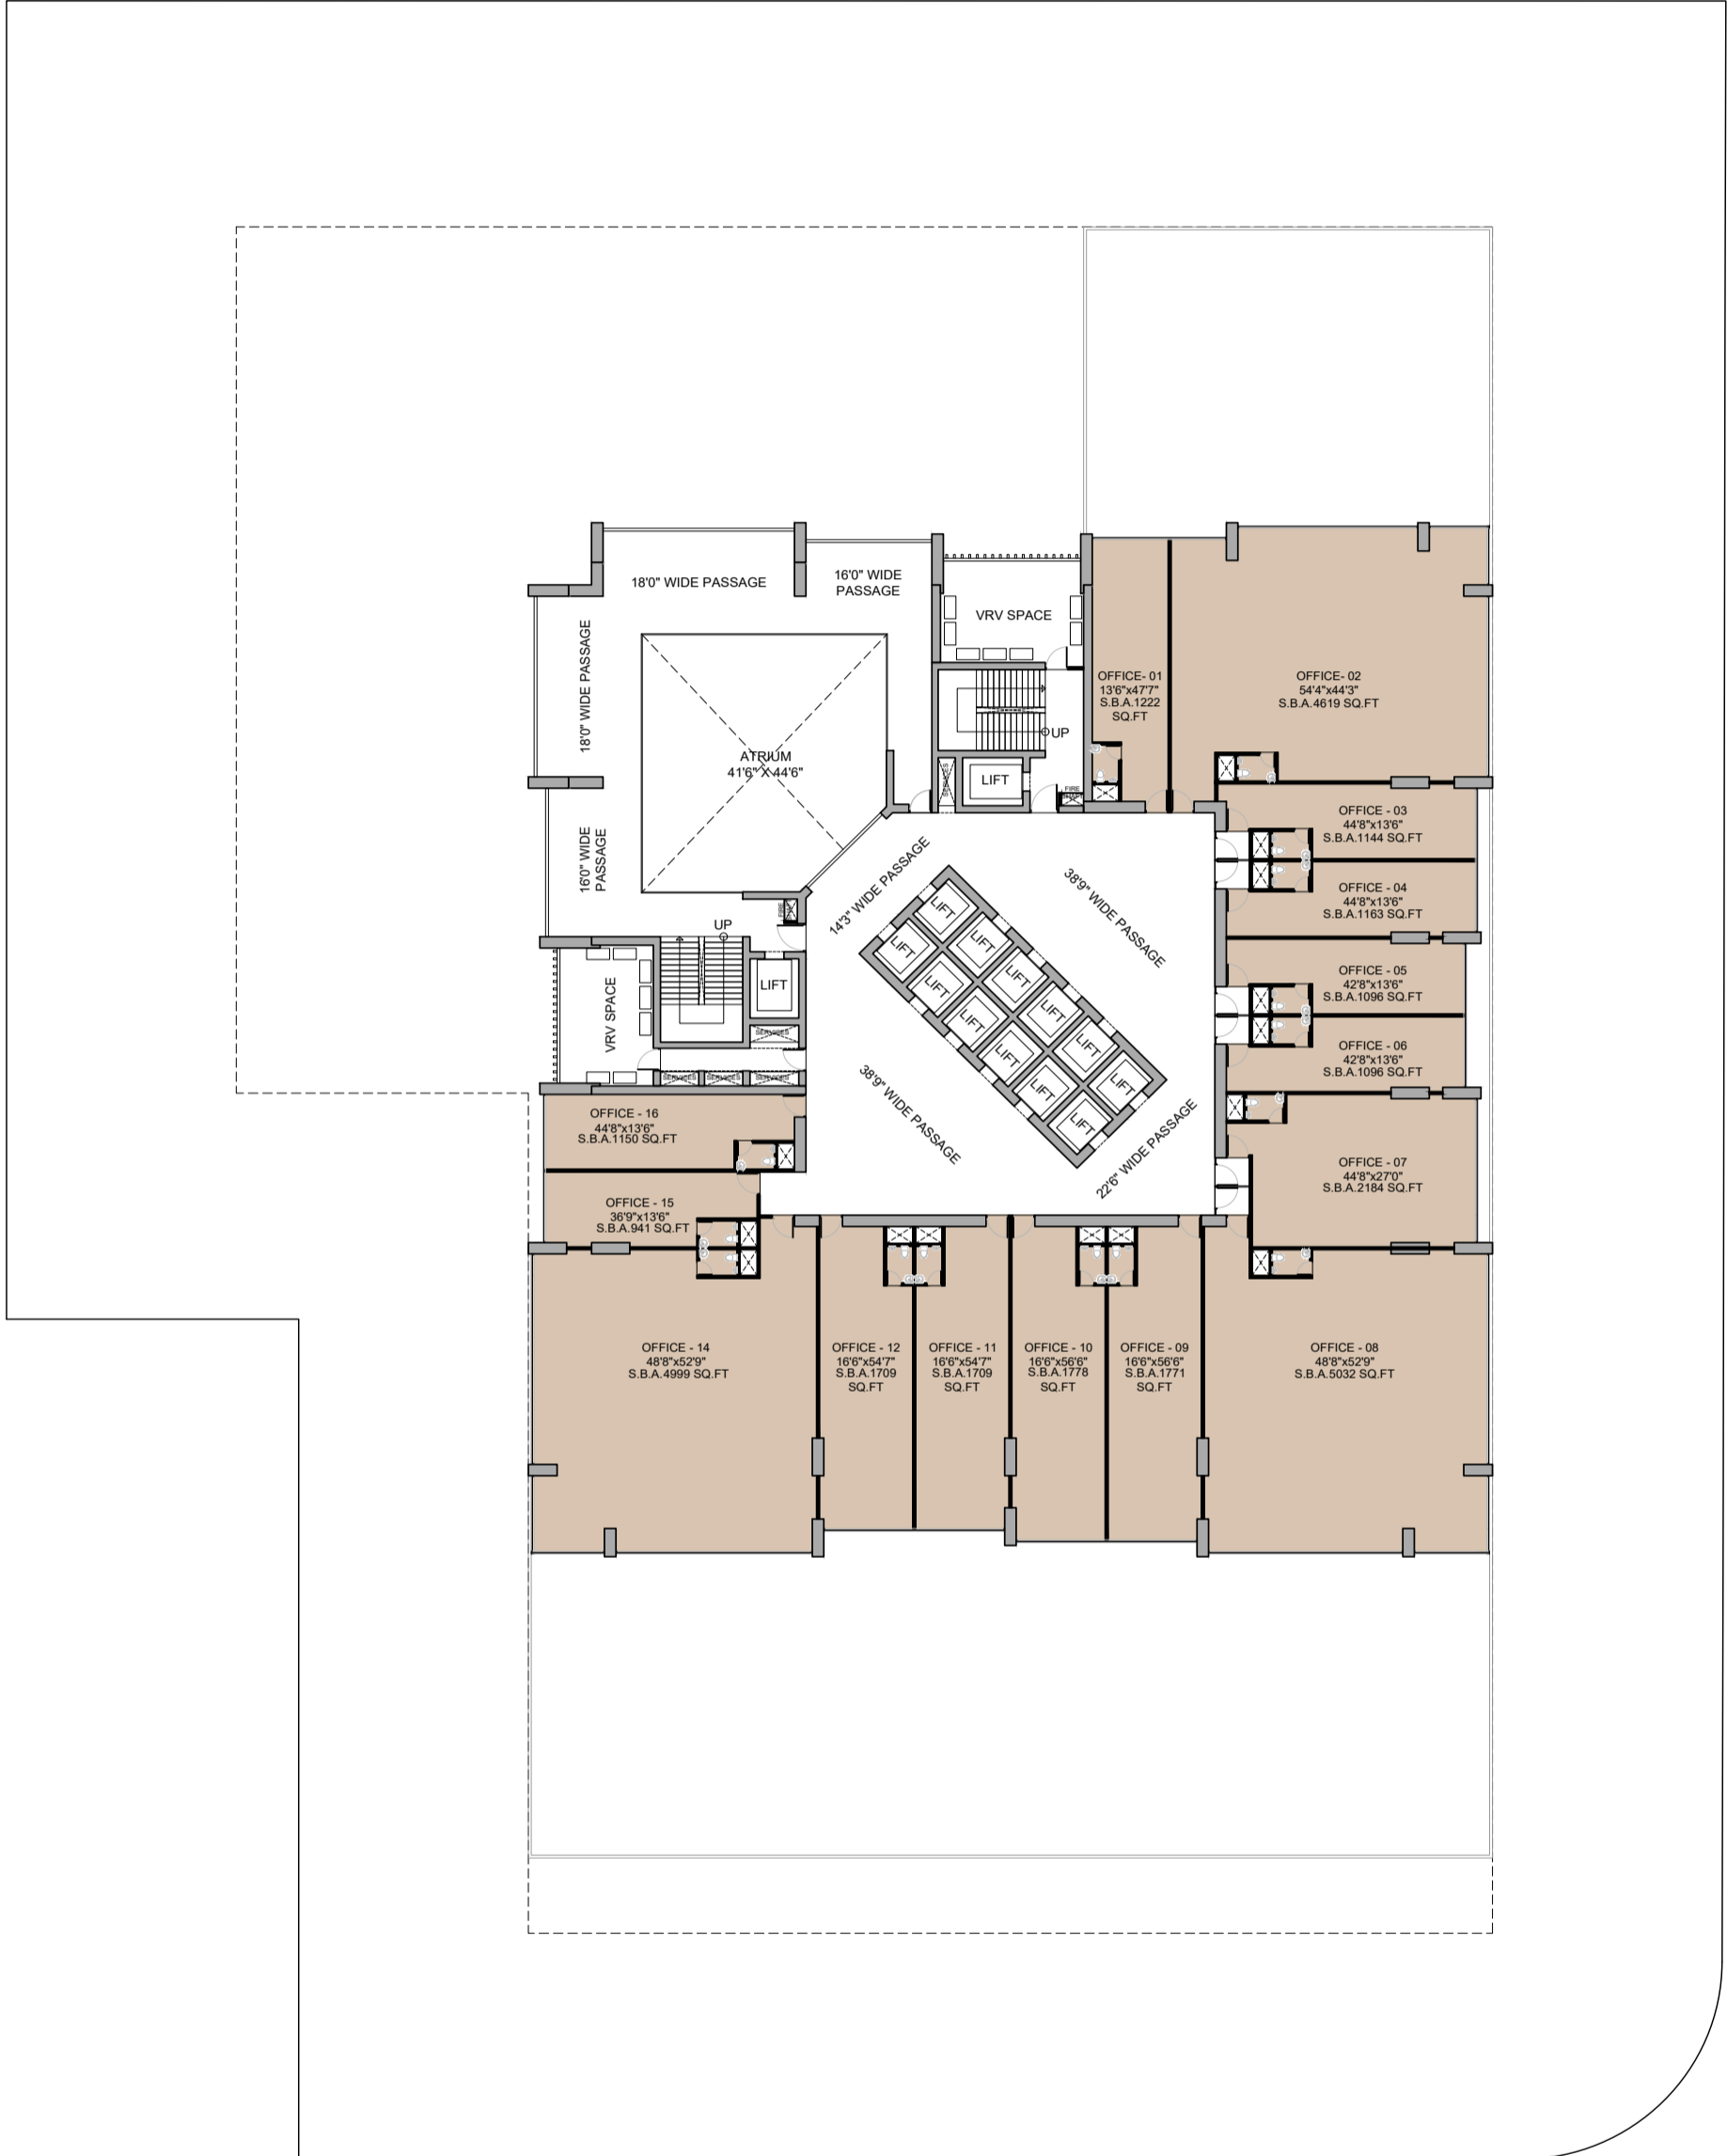 18'0" WIDE PASSAGE
16'0" WIDE
PASSAGE
VRV SPACE
18'0" WIDE PASSAGE
OFFICE- 01
13'6"x47'7"
S.B.A.1222
SQ.FT
OFFICE- 02
54'4"x44'3"
S.B.A.4619 SQ.FT
UP
ATRIUM
41'6" X 44'6"
LIFT
SERVICES
FIRE
OFFICE - 03
44'8"x13'6"
S.B.A.1144 SQ.FT
16'0" WIDE
PASSAGE
14'3" WIDE PASSAGE
38'9" WIDE PASSAGE
OFFICE - 04
44'8"x13'6"
S.B.A.1163 SQ.FT
FIRE
UP
LIFT
LIFT
LIFT
LIFT
LIFT
LIFT
LIFT
LIFT
LIFT
LIFT
LIFT
LIFT
LIFT
VRV SPACE
SERVICES
SERVICES
SERVICES
SERVICES
OFFICE - 05
42'8"x13'6"
S.B.A.1096 SQ.FT
OFFICE - 06
42'8"x13'6"
S.B.A.1096 SQ.FT
38'9" WIDE PASSAGE
22'6" WIDE PASSAGE
OFFICE - 16
44'8"x13'6"
S.B.A.1150 SQ.FT
OFFICE - 07
44'8"x27'0"
S.B.A.2184 SQ.FT
OFFICE - 15
36'9"x13'6"
S.B.A.941 SQ.FT
OFFICE - 14
48'8"x52'9"
S.B.A.4999 SQ.FT
OFFICE - 12
16'6"x54'7"
S.B.A.1709
SQ.FT
OFFICE - 11
16'6"x54'7"
S.B.A.1709
SQ.FT
OFFICE - 10
16'6"x56'6"
S.B.A.1778
SQ.FT
OFFICE - 09
16'6"x56'6"
S.B.A.1771
SQ.FT
OFFICE - 08
48'8"x52'9"
S.B.A.5032 SQ.FT